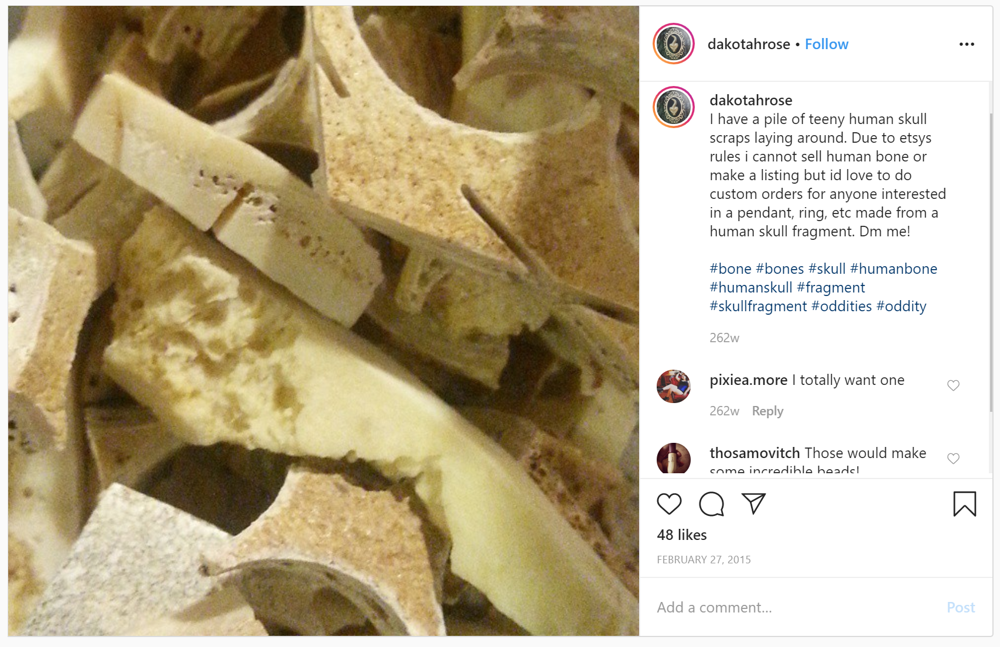 dakotahrose • Follow
dakotahrose
I have a pile of teeny human skull
scraps laying around. Due to etsys
rules i cannot sell human bone or
make a listing but id love to do
custom orders for anyone interested
in a pendant, ring, etc made from a
human skull fragment. Dm me!
#bone #bones #skull #humanbone
#humanskull #fragment
#skullfragment #oddities #oddity
262w
pixiea.more I totally want one
262w Reply
thosamovitch Those would make
some incredible beads!
48 likes
FEBRUARY 27, 2015
Add a comment...
Post